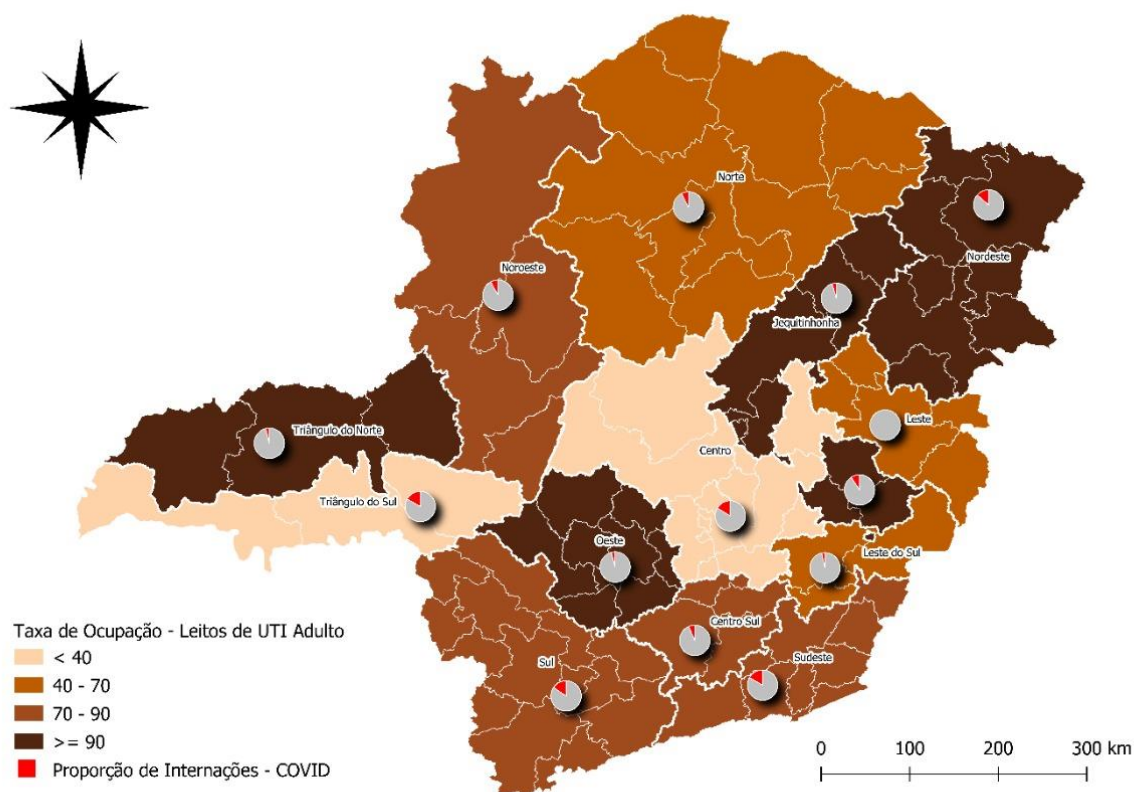 Norte
Nordeste
Noroeste
Jequitinhonha
Leste
Triângulo do Norte
Centro
Triângulo do Sul
Oeste
Leste do Sul
Centro Sul
Sudeste
Sul
Taxa de Ocupação - Leitos de UTI Adulto
< 40
40 - 70
70 - 90
>= 90
Proporção de Internações - COVID
0 100 200 300 km